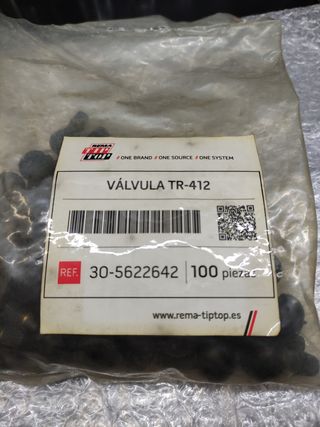 REMA
TIP
TOP
// ONE BRAND // ONE SOURCE // ONE SYSTEM
VÁLVULA TR-412
REF. 30-5622642 100 piezas
www.rema-tiptop.es